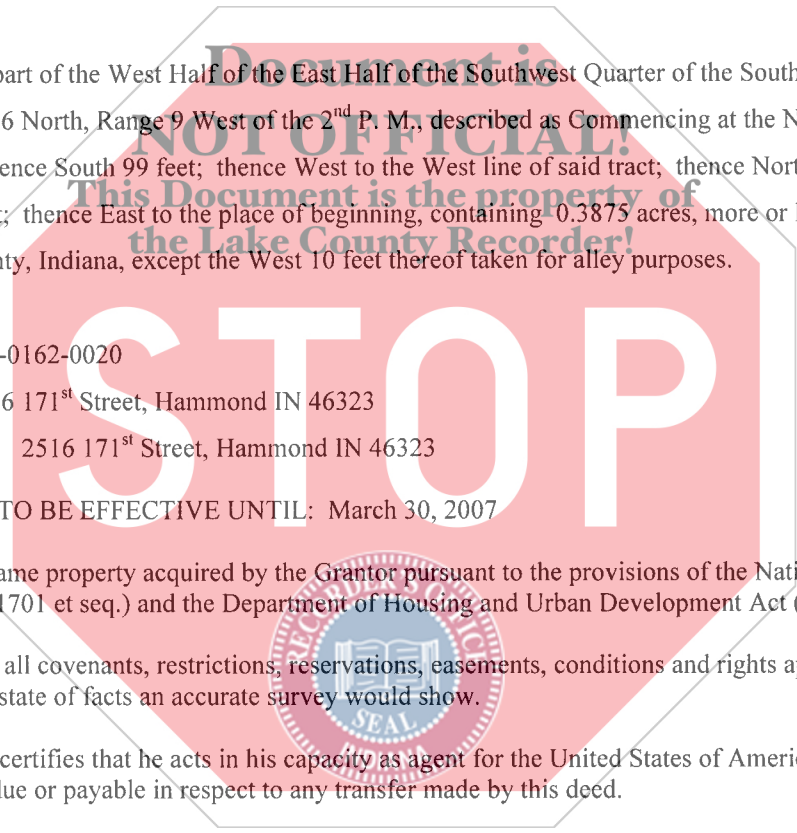 Document is
part of the West Half of the East Half of the Southwest Quarter of the South
NOT OFFICIAL!
6 North, Range 9 West of the 2nd P. M., described as Commencing at the N
ence South 99 feet; thence West to the West line of said tract; thence Nort
This Document is the property of
; thence East to the place of beginning, containing 0.3875 acres, more or
the Lake County Recorder!
nty, Indiana, except the West 10 feet thereof taken for alley purposes.
STOP
-0162-0020
6 171st Street, Hammond IN 46323
2516 171st Street, Hammond IN 46323
TO BE EFFECTIVE UNTIL: March 30, 2007
ame property acquired by the Grantor pursuant to the provisions of the Nati
1701 et seq.) and the Department of Housing and Urban Development Act (
RECORDER'S OFFICE
all covenants, restrictions, reservations, easements, conditions and rights ap
state of facts an accurate survey would show.
SEAL
INDIANA
certifies that he acts in his capacity as agent for the United States of Americ
lue or payable in respect to any transfer made by this deed.